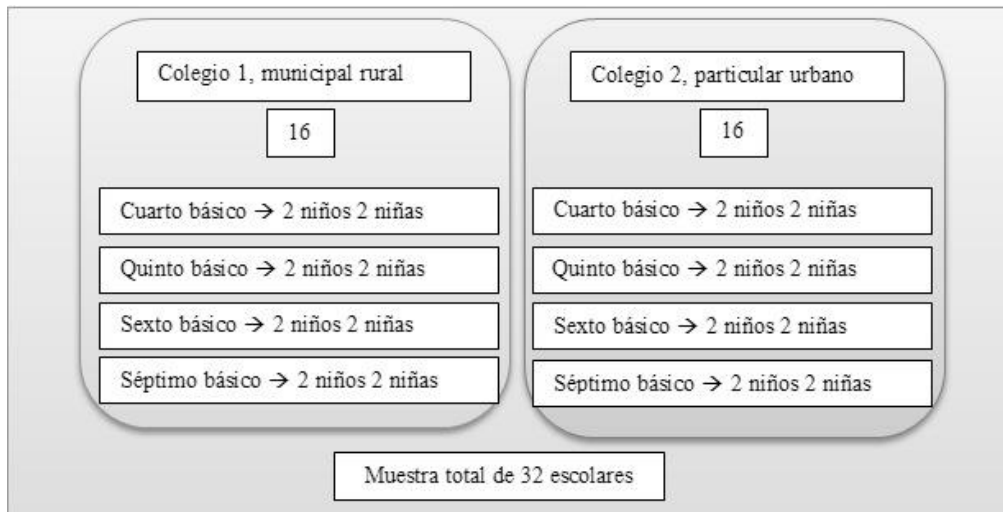 Colegio 1, municipal rural
16
Cuarto básico → 2 niños 2 niñas
Quinto básico → 2 niños 2 niñas
Sexto básico → 2 niños 2 niñas
Séptimo básico → 2 niños 2 niñas
Colegio 2, particular urbano
16
Cuarto básico → 2 niños 2 niñas
Quinto básico → 2 niños 2 niñas
Sexto básico → 2 niños 2 niñas
Séptimo básico → 2 niños 2 niñas
Muestra total de 32 escolares